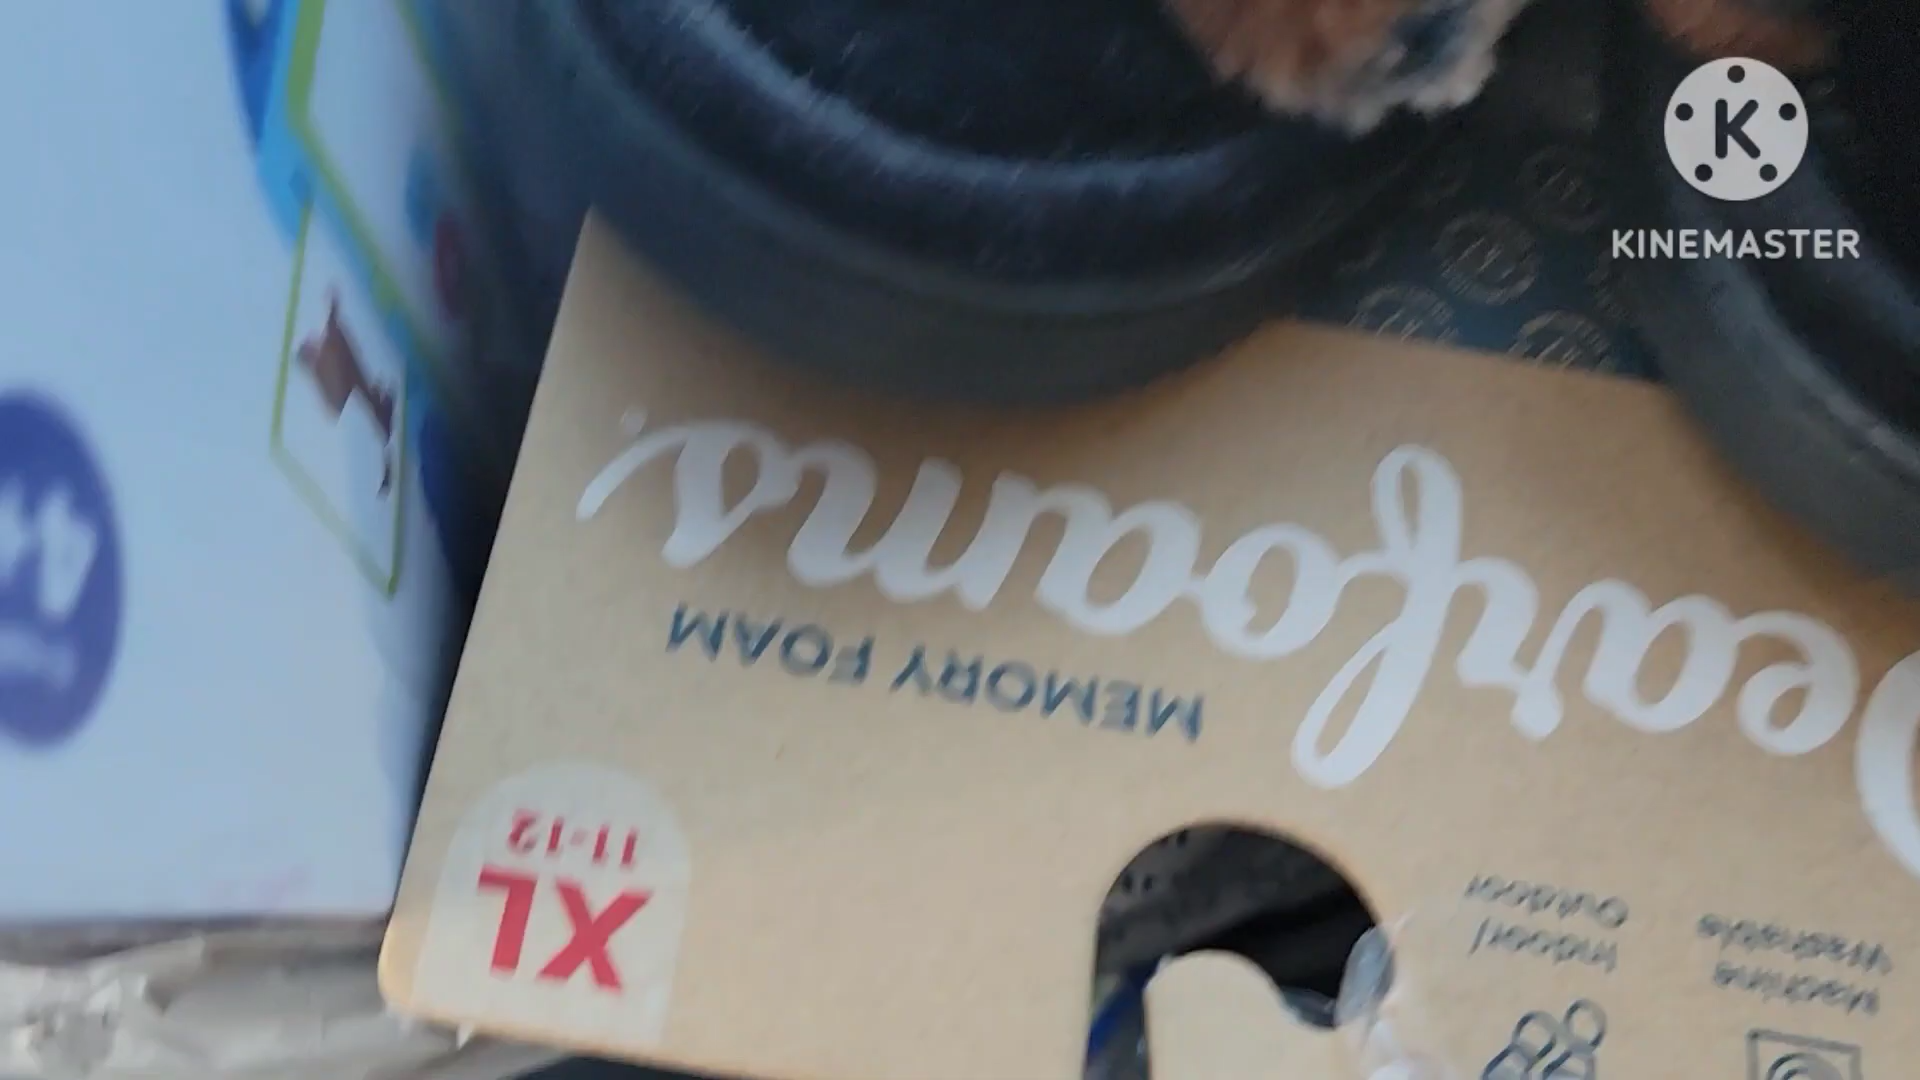 K
KINEMASTER
Machine
Washable
Indoor/
Outdoor
XL
11-12
MEMORY FOAM
Dearfoams.